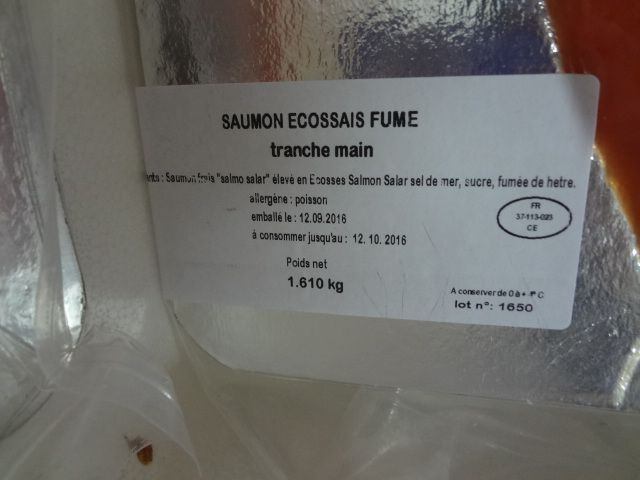 SAUMON ECOSSAIS FUME
tranche main
: Saumon frais "salmo salar" élevé en Ecosses Salmon Salar sel de mer, sucre, fumée de hetre.
allergéne : poisson
emballé le : 12.09.2016
à consommer jusqu'au : 12. 10. 2016
Poids net
1.610 kg
FR
37-113-023
CE
A conserver de 0 à + C
lot n°: 1650